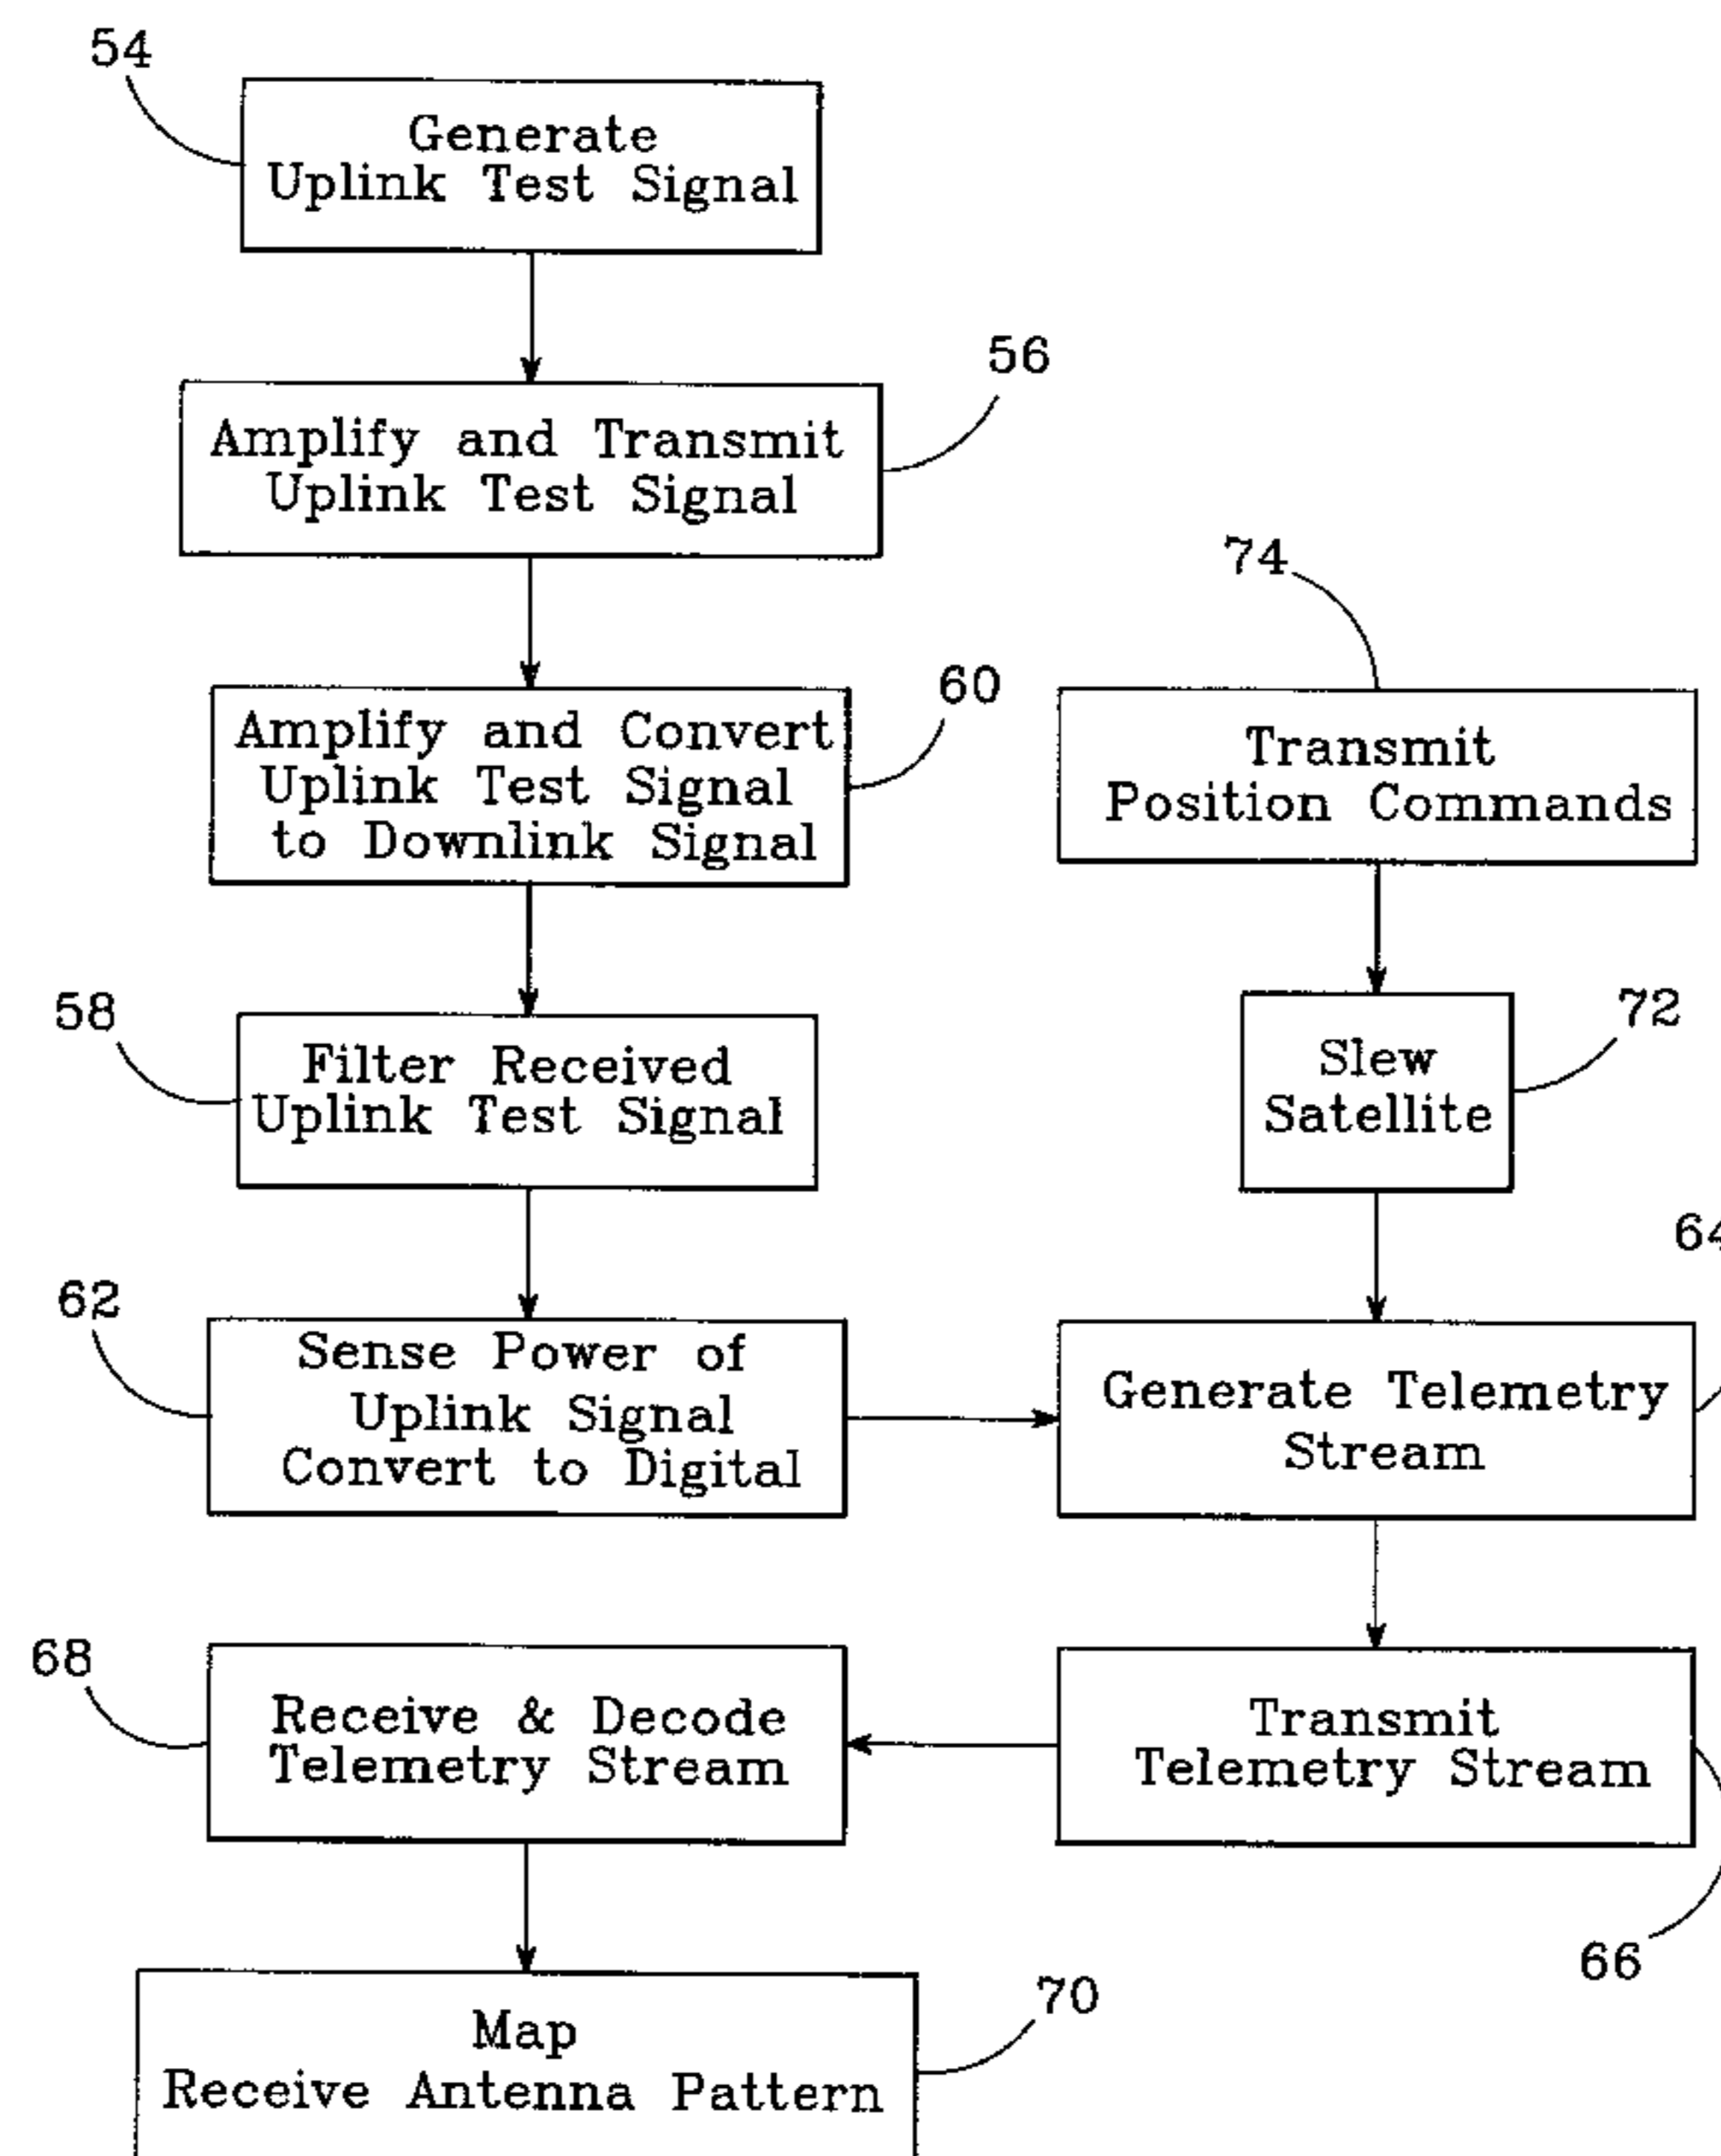 54
Generate
Uplink Test Signal
56
Amplify and Transmit
Uplink Test Signal
60
Amplify and Convert
Uplink Test Signal
to Downlink Signal
74
Transmit
Position Commands
58
Filter Received
Uplink Test Signal
72
Slew
Satellite
62
Sense Power of
Uplink Signal
Convert to Digital
64
Generate Telemetry
Stream
68
Receive & Decode
Telemetry Stream
Transmit
Telemetry Stream
66
70
Map
Receive Antenna Pattern